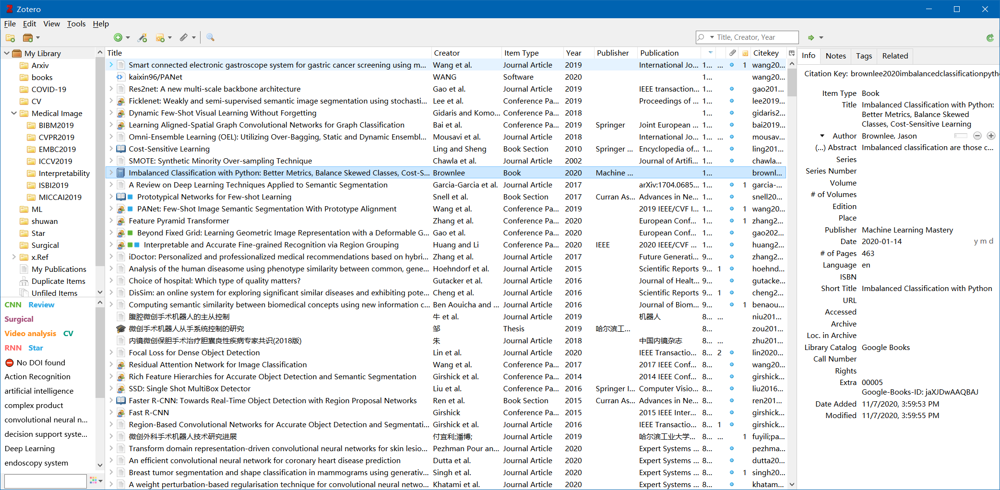 Zotero
File Edit View Tools Help
Title, Creator, Year
My Library
Arxiv
books
COVID-19
CV
Medical Image
BIBM2019
CVPR2019
EMBC2019
ICCV2019
Interpretability
ISBI2019
MICCAI2019
ML
shuwan
Star
Surgical
x.Ref
My Publications
Duplicate Items
Unfiled Items
CNN Review
Surgical
Video analysis CV
RNN Star
No DOI found
Action Recognition
artificial intelligence
complex product
convolutional neural n...
decision support syste...
Deep Learning
endoscopy system
Title Creator Item Type Year Publisher Publication Citekey
Smart connected electronic gastroscope system for gastric cancer screening using m... Wang et al. Journal Article 2019 International Jo... 1... ... 1 wang20...
kaixin96/PANet WANG Software 2020 1... wang20...
Res2net: A new multi-scale backbone architecture Gao et al. Journal Article 2019 IEEE transaction... 1... gao201...
Ficklenet: Weakly and semi-supervised semantic image segmentation using stochasti... Lee et al. Conference Pa... 2019 Proceedings of ... 1... lee2019...
Dynamic Few-Shot Visual Learning Without Forgetting Gidaris and Komo... Conference Pa... 2018 1... gidaris2...
Learning Aligned-Spatial Graph Convolutional Networks for Graph Classification Bai et al. Conference Pa... 2019 Springer Joint European ... 1... bai2019...
Omni-Ensemble Learning (OEL): Utilizing Over-Bagging, Static and Dynamic Ensembl... Mousavi et al. Journal Article 2018 International Jo... 1... ... mousav...
Cost-Sensitive Learning Ling and Sheng Book Section 2010 Springer ... Encyclopedia of... 1... ling201...
SMOTE: Synthetic Minority Over-sampling Technique Chawla et al. Journal Article 2002 Journal of Artifi... 1... chawla...
Imbalanced Classification with Python: Better Metrics, Balance Skewed Classes, Cost-S... Brownlee Book 2020 Machine ... 1... brownl...
A Review on Deep Learning Techniques Applied to Semantic Segmentation Garcia-Garcia et al. Journal Article 2017 arXiv:1704.0685... 1... 1 garcia-...
Prototypical Networks for Few-shot Learning Snell et al. Book Section 2017 Curran As... Advances in Ne... 1... snell20...
PANet: Few-Shot Image Semantic Segmentation With Prototype Alignment Wang et al. Conference Pa... 2019 2019 IEEE/CVF I... 1... 1 wang20...
Feature Pyramid Transformer Zhang et al. Conference Pa... 2020 European Conf... 1... 1 zhang2...
Beyond Fixed Grid: Learning Geometric Image Representation with a Deformable G... Gao et al. Conference Pa... 2020 European Conf... 1... gao202...
Interpretable and Accurate Fine-grained Recognition via Region Grouping Huang and Li Conference Pa... 2020 IEEE 2020 IEEE/CVF ... 1... huang2...
iDoctor: Personalized and professionalized medical recommendations based on hybri... Zhang et al. Journal Article 2017 Future Generati... 9... zhang2...
Analysis of the human diseasome using phenotype similarity between common, gene... Hoehndorf et al. Journal Article 2015 Scientific Reports 9... 1 hoehnd...
Choice of hospital: Which type of quality matters? Gutacker et al. Journal Article 2016 Journal of Healt... 9... gutacke...
DisSim: an online system for exploring significant similar diseases and exhibiting pote... Cheng et al. Journal Article 2016 Scientific Reports 9... 1 cheng2...
Computing semantic similarity between biomedical concepts using new information c... Ben Aouicha and ... Journal Article 2016 Journal of Biom... 9... 1 benaou...
腹腔微创手术机器人的主从控制 牛 et al. Journal Article 2019 机器人 8... ... niu201...
微创手术机器人从手系统控制的研究 邹 Thesis 2019 哈尔滨工... 8... zou201...
内镜微创保胆手术治疗胆囊良性疾病专家共识(2018版) 朱 Journal Article 2018 中国内镜杂志 8... ... zhu201...
Focal Loss for Dense Object Detection Lin et al. Journal Article 2020 IEEE Transactio... 8... 2 lin2020...
Residual Attention Network for Image Classification Wang et al. Conference Pa... 2017 2017 IEEE Conf... 8... wang20...
Rich Feature Hierarchies for Accurate Object Detection and Semantic Segmentation Girshick et al. Conference Pa... 2014 2014 IEEE Conf... 8... girshick...
SSD: Single Shot MultiBox Detector Liu et al. Conference Pa... 2016 Springer I... Computer Visio... 8... liu2016...
Faster R-CNN: Towards Real-Time Object Detection with Region Proposal Networks Ren et al. Book Section 2015 Curran As... Advances in Ne... 8... ren201...
Fast R-CNN Girshick Conference Pa... 2015 2015 IEEE Inter... 8... girshick...
Region-Based Convolutional Networks for Accurate Object Detection and Segmentati... Girshick et al. Journal Article 2016 IEEE Transactio... 8... 1 girshick...
微创外科手术机器人技术研究进展 付宜利;潘博; Journal Article 2019 哈尔滨工业大学... 8... ... 1 fuyili;pa...
Transform domain representation-driven convolutional neural networks for skin lesio... Pezhman Pour an... Journal Article 2020 Expert Systems ... 8... pezhma...
An efficient convolutional neural network for coronary heart disease prediction Dutta et al. Journal Article 2020 Expert Systems ... 8... dutta20...
Breast tumor segmentation and shape classification in mammograms using generativ... Singh et al. Journal Article 2020 Expert Systems ... 8... 1 singh20...
A weight perturbation-based regularisation technique for convolutional neural netwo... Khatami et al. Journal Article 2020 Expert Systems ... 8... khatam...
Info Notes Tags Related
Citation Key: brownlee2020imbalancedclassificationpyth
Item Type Book
Title Imbalanced Classification with Python:
Better Metrics, Balance Skewed
Classes, Cost-Sensitive Learning
Author Brownlee, Jason
(...) Abstract Imbalanced classification are those c...
Series
Series Number
Volume
# of Volumes
Edition
Place
Publisher Machine Learning Mastery
Date 2020-01-14 y m d
# of Pages 463
Language en
ISBN
Short Title Imbalanced Classification with Python
URL
Accessed
Archive
Loc. in Archive
Library Catalog Google Books
Call Number
Rights
Extra 00005
Google-Books-ID: jaXJDwAAQBAJ
Date Added 11/7/2020, 3:59:53 PM
Modified 11/7/2020, 3:59:55 PM